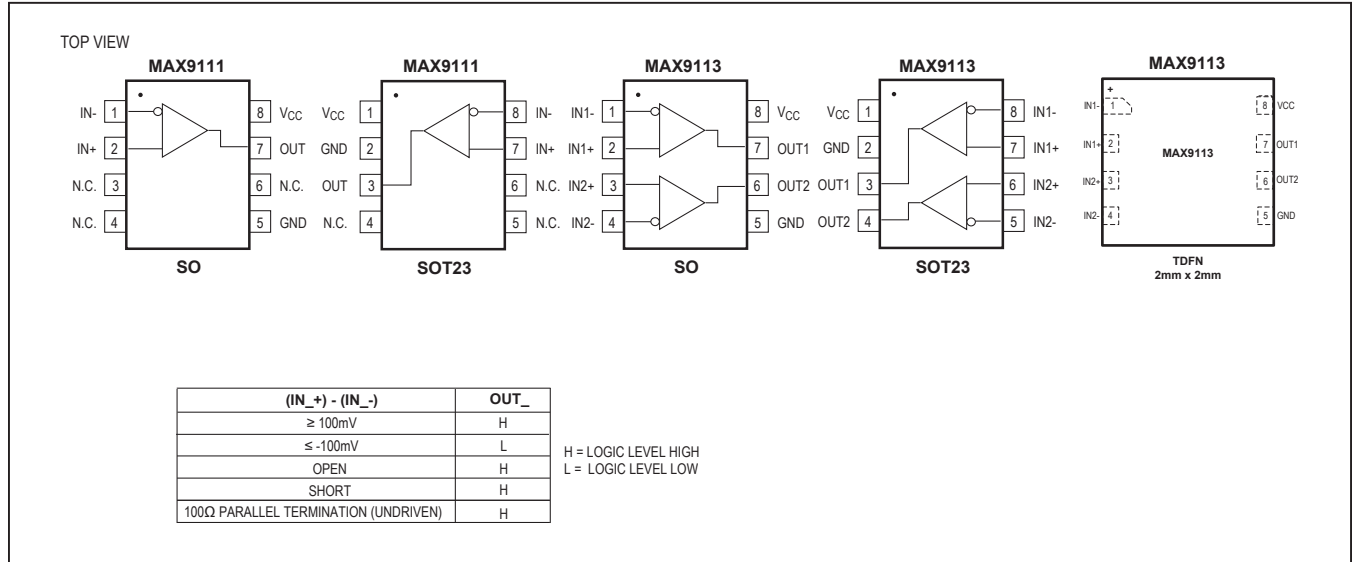 TOP VIEW
MAX9111
IN- 1 8 VCC
IN+ 2 7 OUT
N.C. 3 6 N.C.
N.C. 4 5 GND
SO
MAX9111
VCC 1 8 IN-
GND 2 7 IN+
OUT 3 6 N.C.
N.C. 4 5 N.C.
SOT23
MAX9113
IN1- 1 8 VCC
IN1+ 2 7 OUT1
IN2+ 3 6 OUT2
IN2- 4 5 GND
SO
MAX9113
VCC 1 8 IN1-
GND 2 7 IN1+
OUT1 3 6 IN2+
OUT2 4 5 IN2-
SOT23
MAX9113
+
IN1- 1 8 VCC
IN1+ 2 7 OUT1
MAX9113
IN2+ 3 6 OUT2
IN2- 4 5 GND
TDFN
2mm x 2mm
(IN_+) - (IN_-) OUT_
≥ 100mV H
≤ -100mV L
OPEN H
SHORT H
100Ω PARALLEL TERMINATION (UNDRIVEN) H
H = LOGIC LEVEL HIGH
L = LOGIC LEVEL LOW